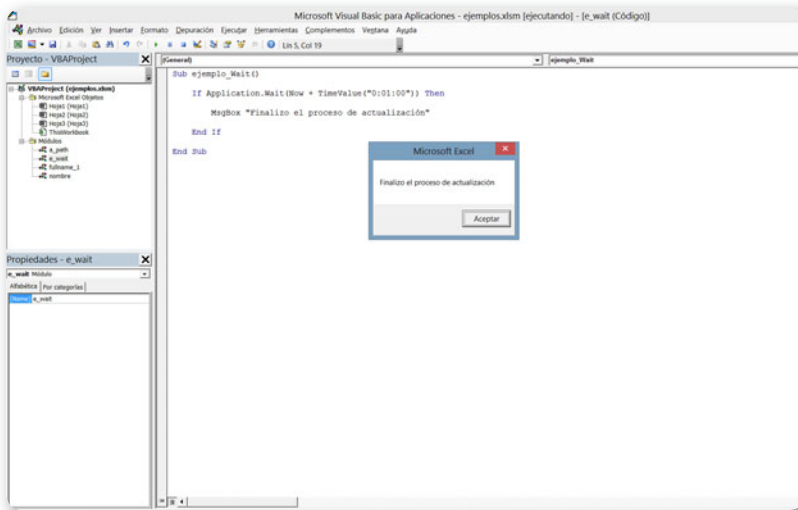 Microsoft Visual Basic para Aplicaciones - ejemplos.xlsm [ejecutando] - [e_wait (Código)]
Archivo Edición Ver Insertar Formato Depuración Ejecutar Herramientas Complementos Ventana Ayuda
Lín 5, Col 19
Proyecto - VBAProject
VBAProject (ejemplos.xlsm)
Microsoft Excel Objetos
Hoja1 (Hoja1)
Hoja2 (Hoja2)
Hoja3 (Hoja3)
ThisWorkbook
Módulos
e_path
e_wait
fullname_1
nombre
Propiedades - e_wait
e_wait Módulo
Alfabética Por categorías
(Name) e_wait
(General) ejemplo_Wait
Sub ejemplo_Wait()
If Application.Wait(Now + TimeValue("0:01:00")) Then
MsgBox "Finalizo el proceso de actualización"
End If
End Sub
Microsoft Excel
Finalizo el proceso de actualización
Aceptar